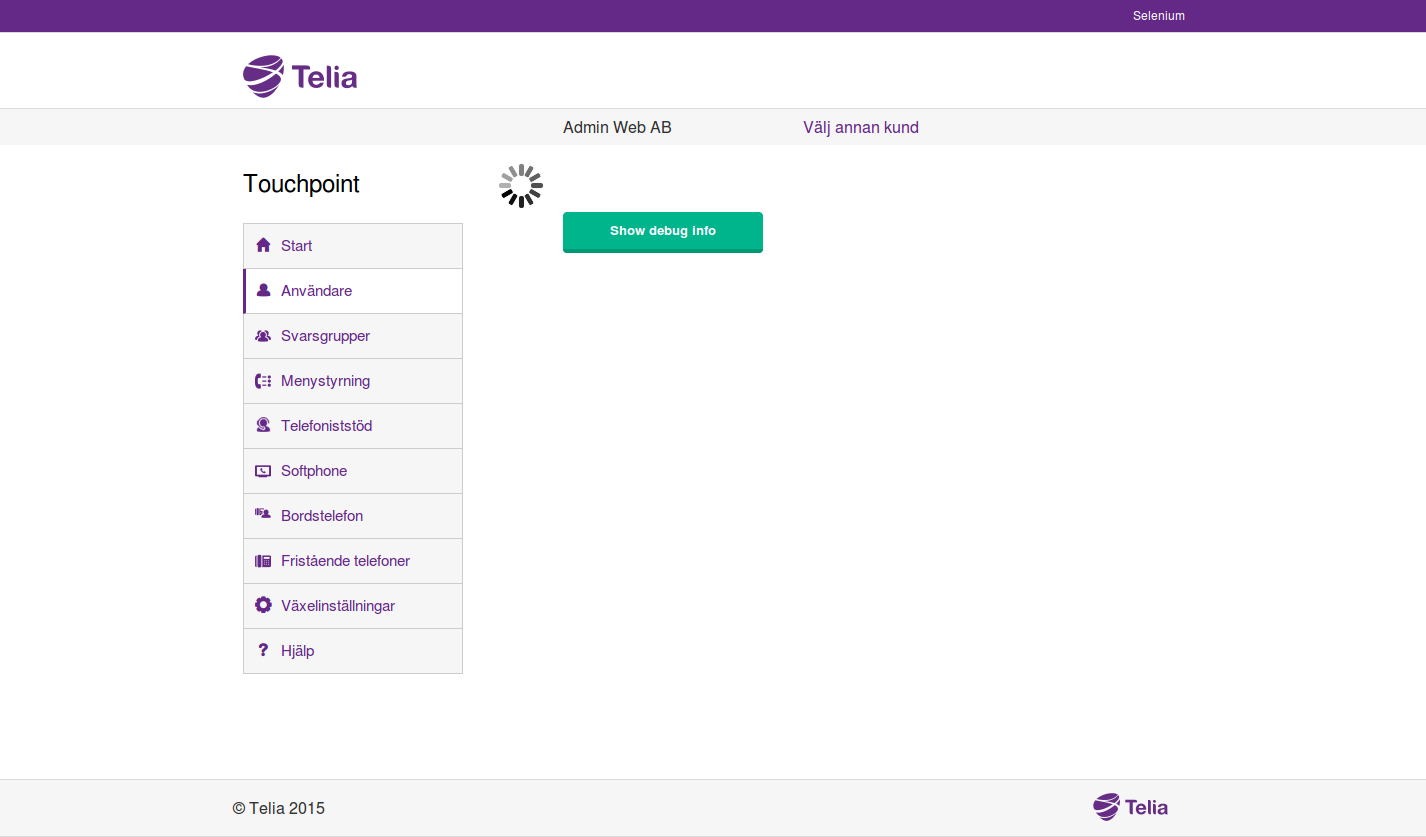 Selenium
Telia
Admin Web AB
Välj annan kund
Touchpoint
Show debug info
Start
Användare
Svarsgrupper
Menystyrning
Telefoniststöd
Softphone
Bordstelefon
Fristående telefoner
Växelinställningar
Hjälp
© Telia 2015
Telia